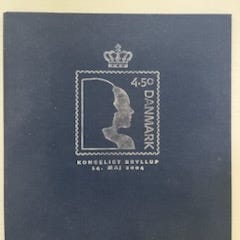 4.50
DANMARK
KONGELIGT BRYLLUP
14. MAJ 2004